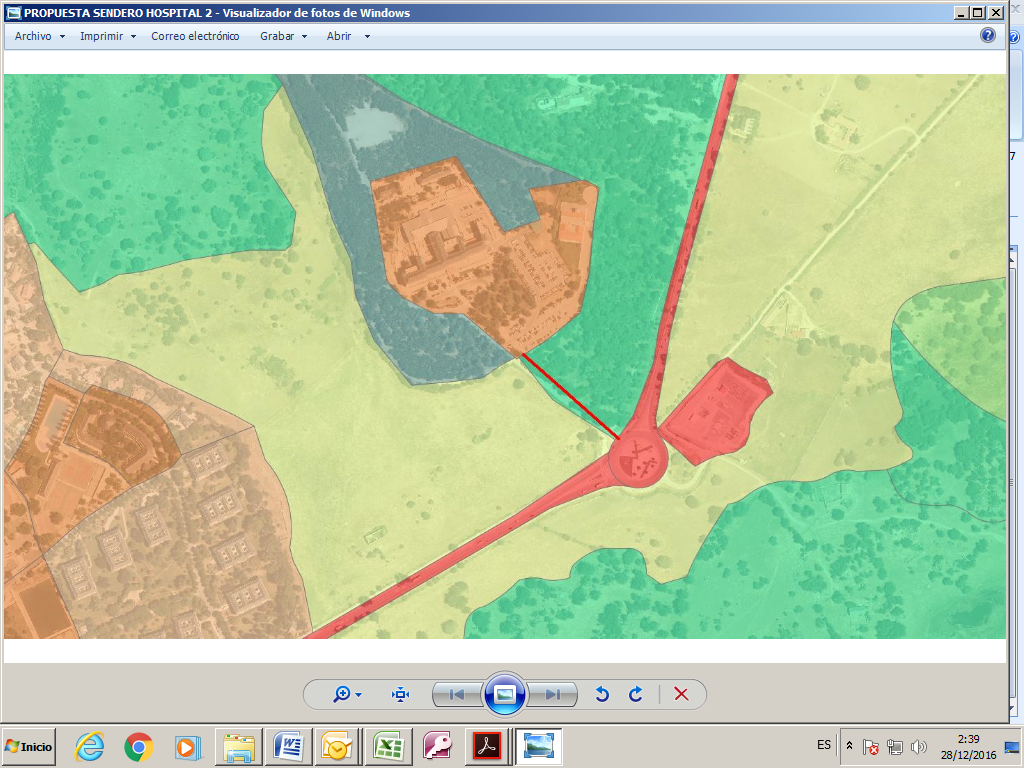 PROPUESTA SENDERO HOSPITAL 2 - Visualizador de fotos de Windows
Archivo Imprimir Correo electrónico Grabar Abrir
7
Inicio
ES
2:39
28/12/2016